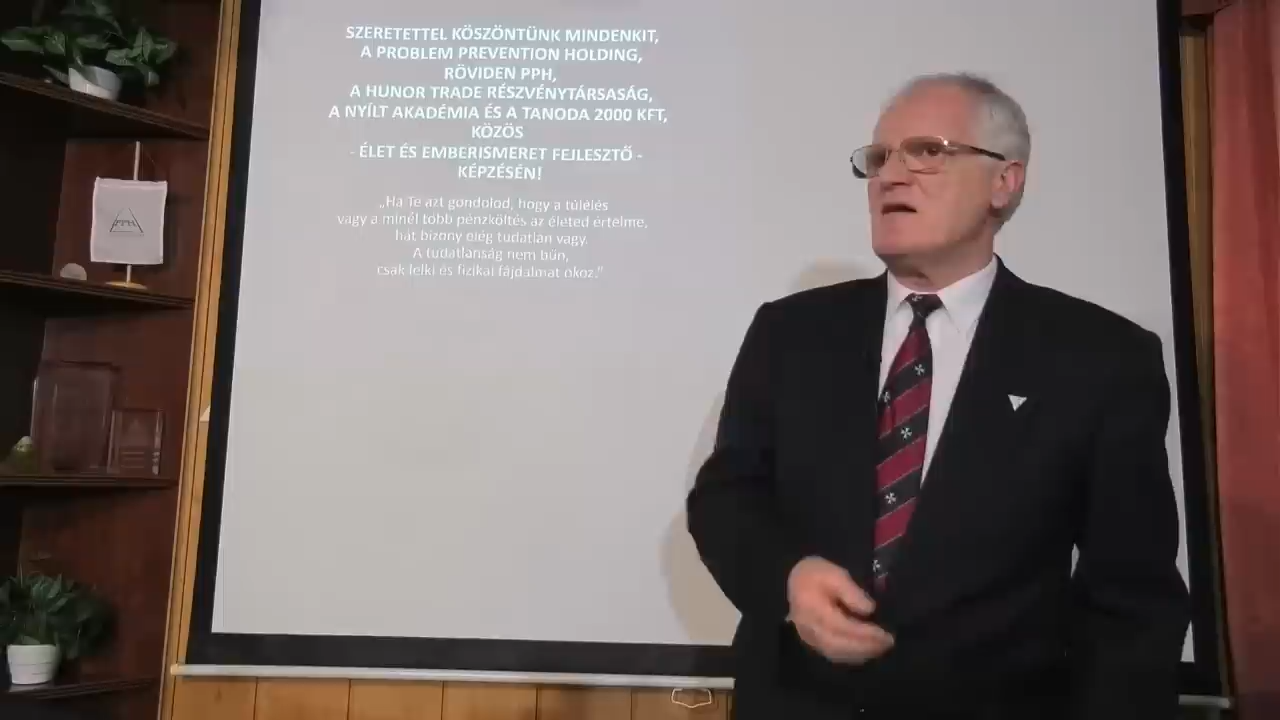 SZERETETTEL KÖSZÖNTÜNK MINDENKIT,
A PROBLEM PREVENTION HOLDING,
RÖVIDEN PPH,
A HUNOR TRADE RÉSZVÉNYTÁRSASÁG,
A NYÍLT AKADÉMIA ÉS A TANODA 2000 KFT,
KÖZÖS
- ÉLET ÉS EMBERISMERET FEJLESZTŐ -
KÉPZÉSÉN!
„Ha Te azt gondolod, hogy a túlélés
vagy a minél több pénzköltés az életed értelme,
hát bizony elég tudatlan vagy.
A tudatlanság nem bűn,
csak lelki és fizikai fájdalmat okoz."